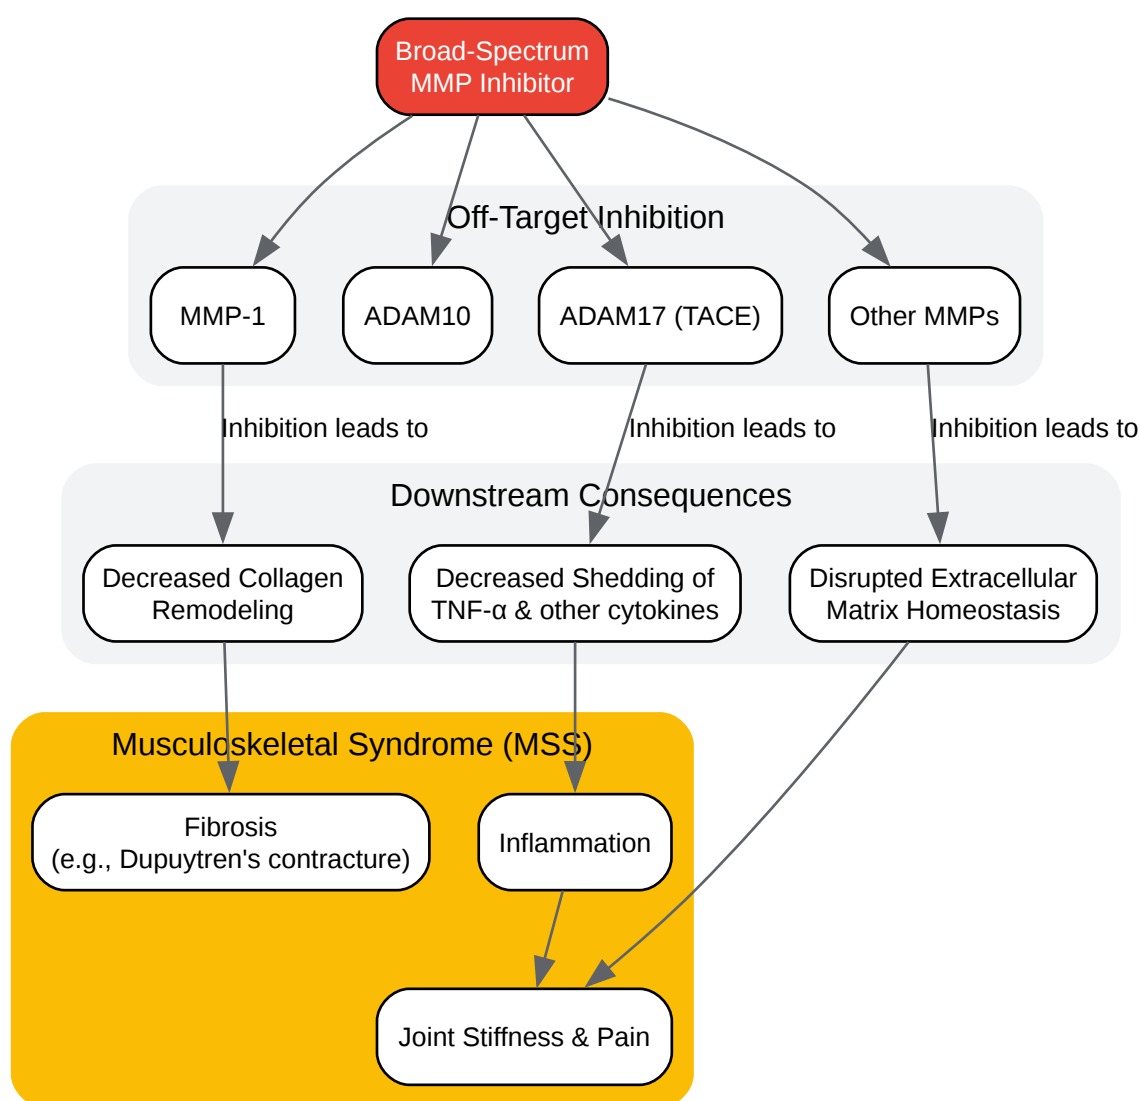 Broad-Spectrum
MMP Inhibitor
Off-Target Inhibition
MMP-1
ADAM10
ADAM17 (TACE)
Other MMPs
Inhibition leads to
Inhibition leads to
Inhibition leads to
Downstream Consequences
Decreased Collagen
Remodeling
Decreased Shedding of
TNF-α & other cytokines
Disrupted Extracellular
Matrix Homeostasis
Musculoskeletal Syndrome (MSS)
Fibrosis
(e.g., Dupuytren's contracture)
Inflammation
Joint Stiffness & Pain